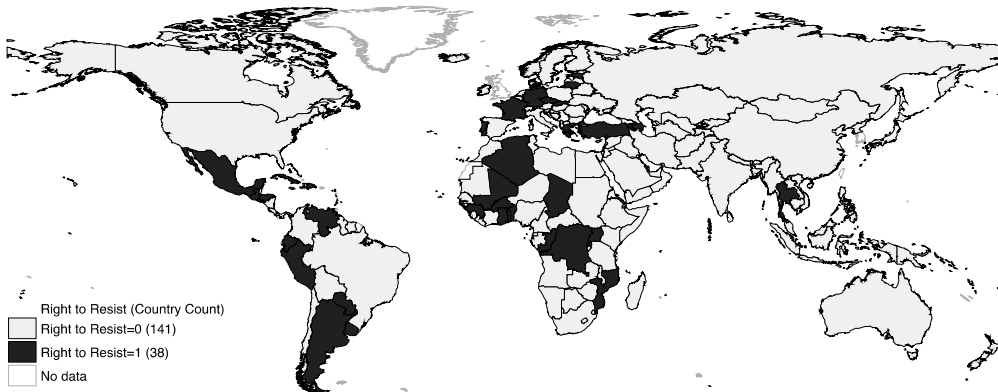 Right to Resist (Country Count)
Right to Resist=0 (141)
Right to Resist=1 (38)
No data